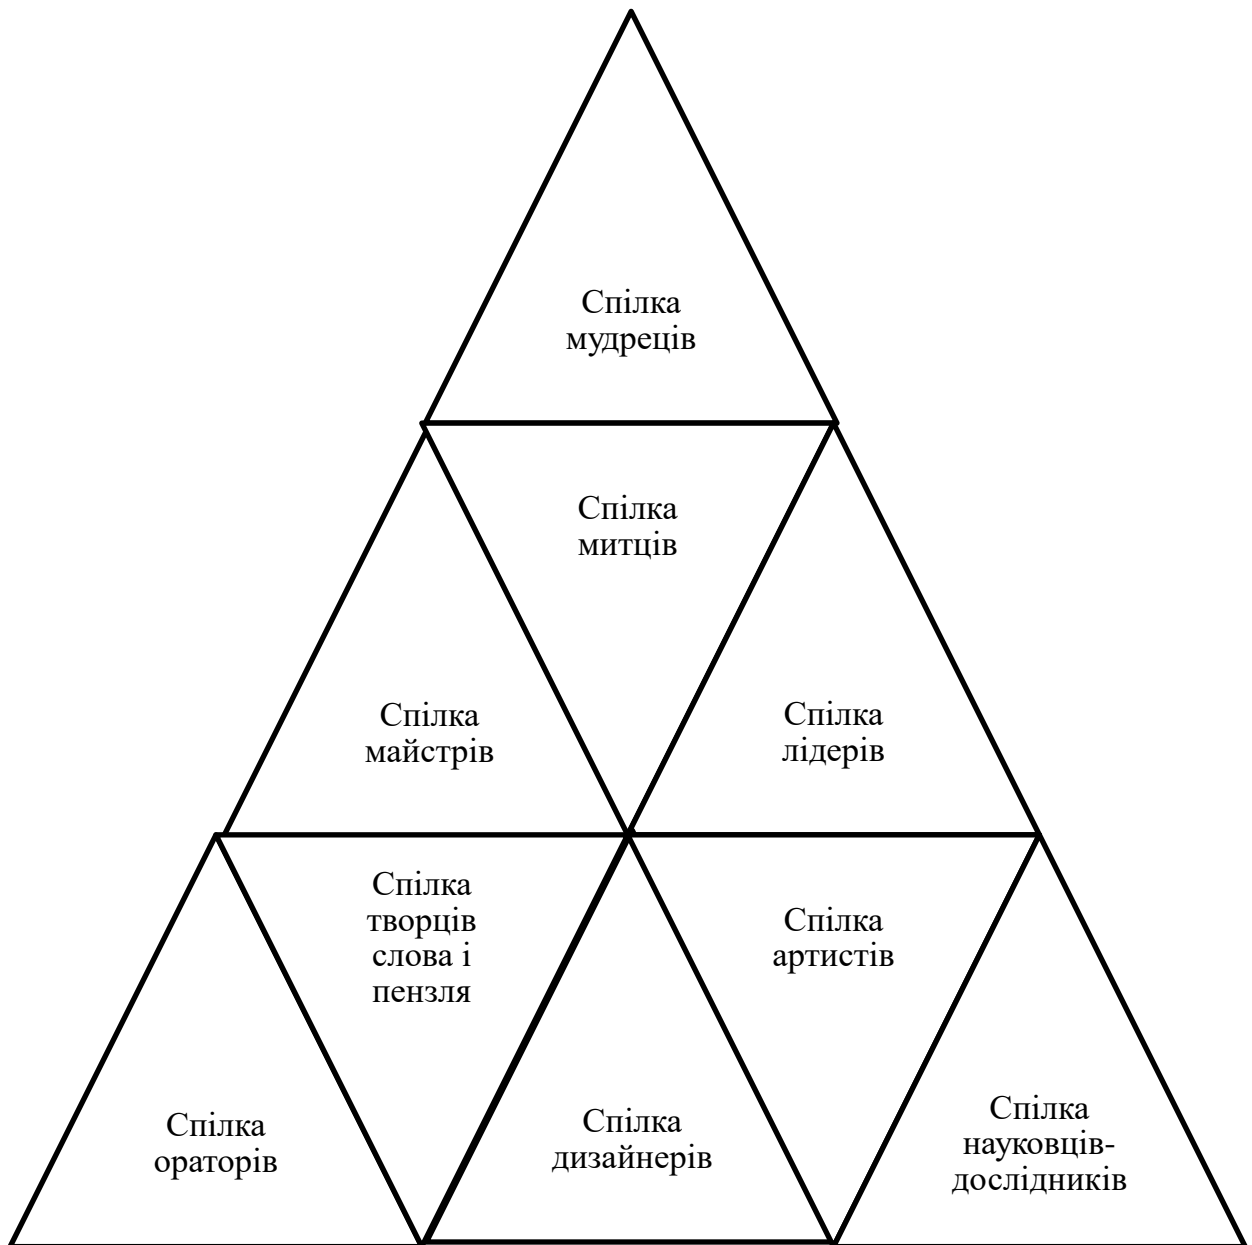 Спілка
мудреців
Спілка
митців
Спілка
майстрів
Спілка
лідерів
Спілка
творців
слова і
пензля
Спілка
артистів
Спілка
ораторів
Спілка
дизайнерів
Спілка
науковців-
дослідників